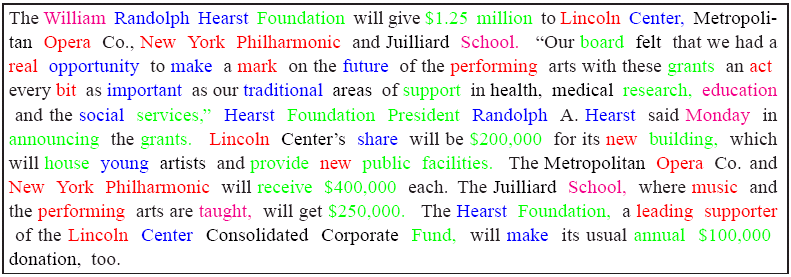 The William Randolph Hearst Foundation will give $1.25 million to Lincoln Center, Metropoli-
tan Opera Co., New York Philharmonic and Juilliard School. “Our board felt that we had a
real opportunity to make a mark on the future of the performing arts with these grants an act
every bit as important as our traditional areas of support in health, medical research, education
and the social services,” Hearst Foundation President Randolph A. Hearst said Monday in
announcing the grants. Lincoln Center’s share will be $200,000 for its new building, which
will house young artists and provide new public facilities. The Metropolitan Opera Co. and
New York Philharmonic will receive $400,000 each. The Juilliard School, where music and
the performing arts are taught, will get $250,000. The Hearst Foundation, a leading supporter
of the Lincoln Center Consolidated Corporate Fund, will make its usual annual $100,000
donation, too.